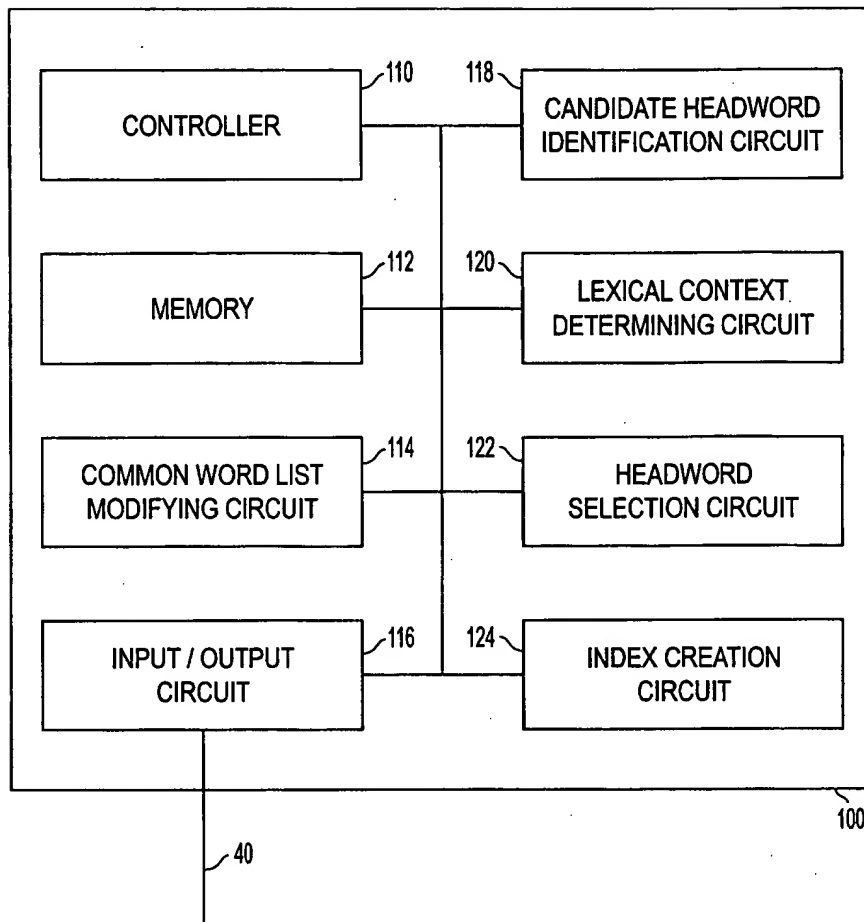 110
118
CONTROLLER
CANDIDATE HEADWORD
IDENTIFICATION CIRCUIT
112
120
MEMORY
LEXICAL CONTEXT
DETERMINING CIRCUIT
114
122
COMMON WORD LIST
MODIFYING CIRCUIT
HEADWORD
SELECTION CIRCUIT
116
124
INPUT / OUTPUT
CIRCUIT
INDEX CREATION
CIRCUIT
100
40